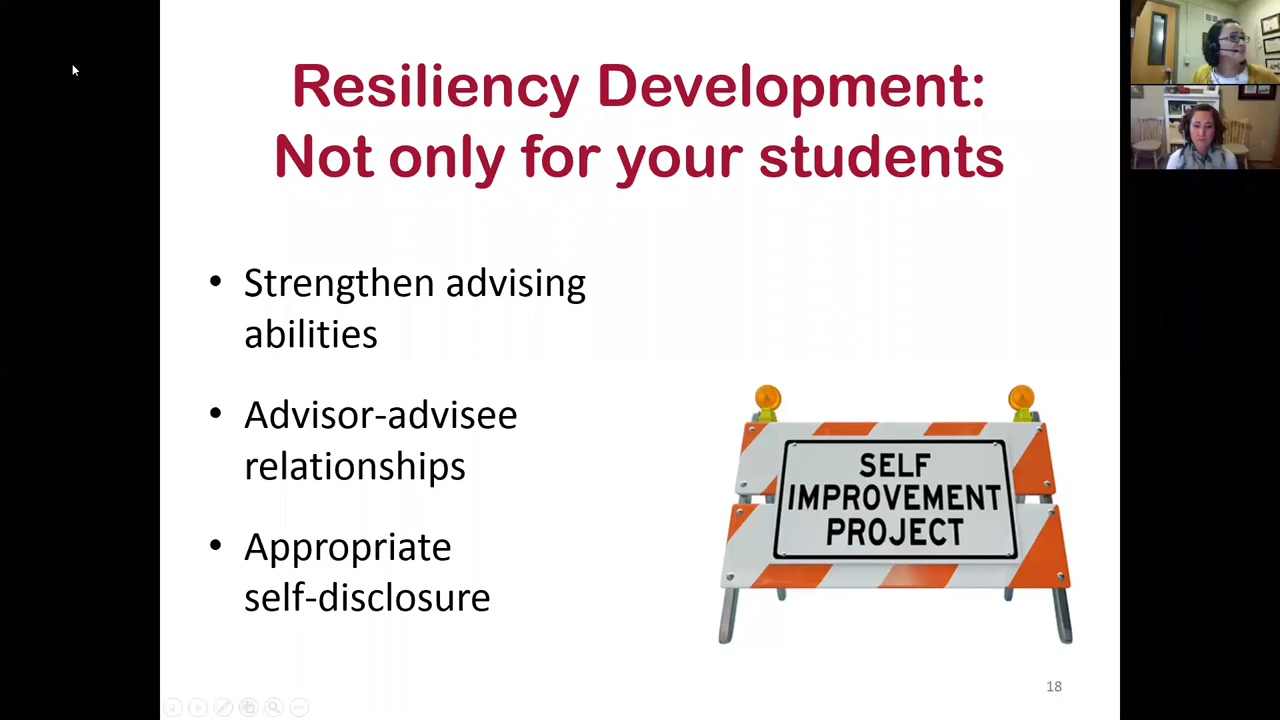 Resiliency Development:
Not only for your students
• Strengthen advising
abilities
• Advisor-advisee
relationships
• Appropriate
self-disclosure
SELF
IMPROVEMENT
PROJECT
18